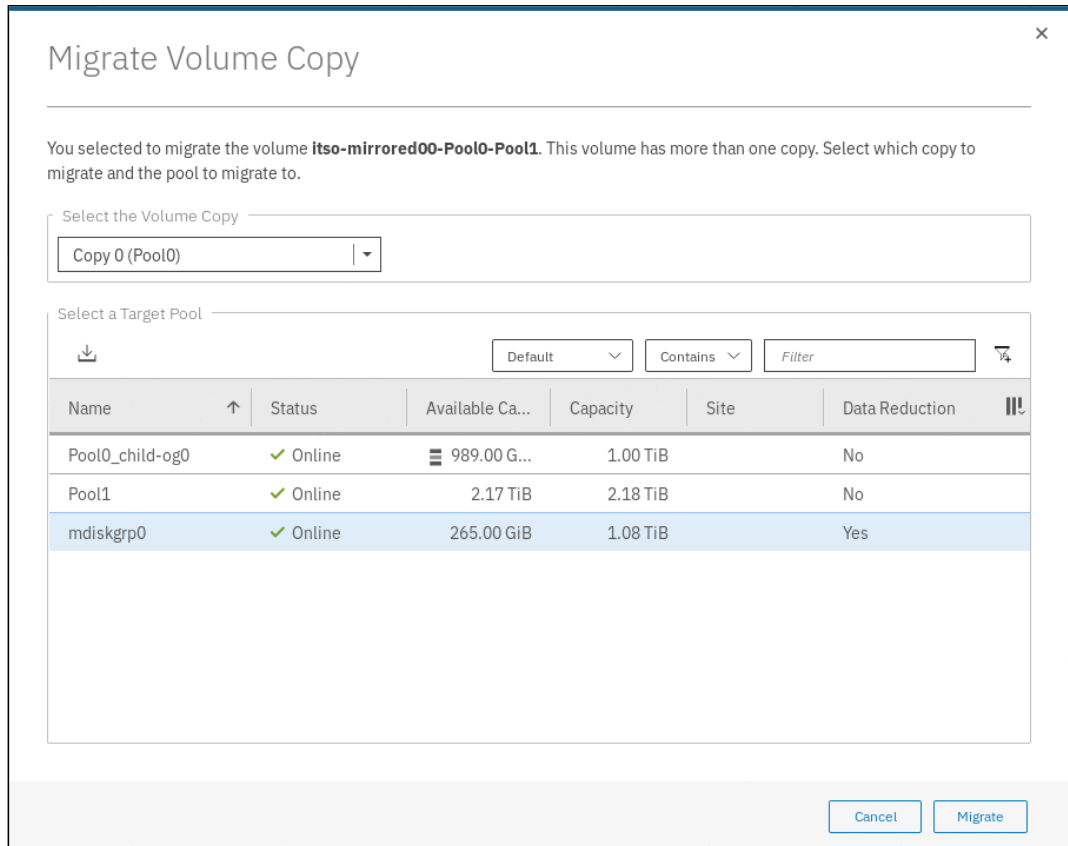 Migrate Volume Copy
You selected to migrate the volume itso-mirrored00-Pool0-Pool1. This volume has more than one copy. Select which copy to
migrate and the pool to migrate to.
Select the Volume Copy
Copy 0 (Pool0)
Select a Target Pool
Default Contains Filter
Name Status Available Ca... Capacity Site Data Reduction
Pool0_child-og0 Online 989.00 G... 1.00 TiB No
Pool1 Online 2.17 TiB 2.18 TiB No
mdiskgrp0 Online 265.00 GiB 1.08 TiB Yes
Cancel Migrate